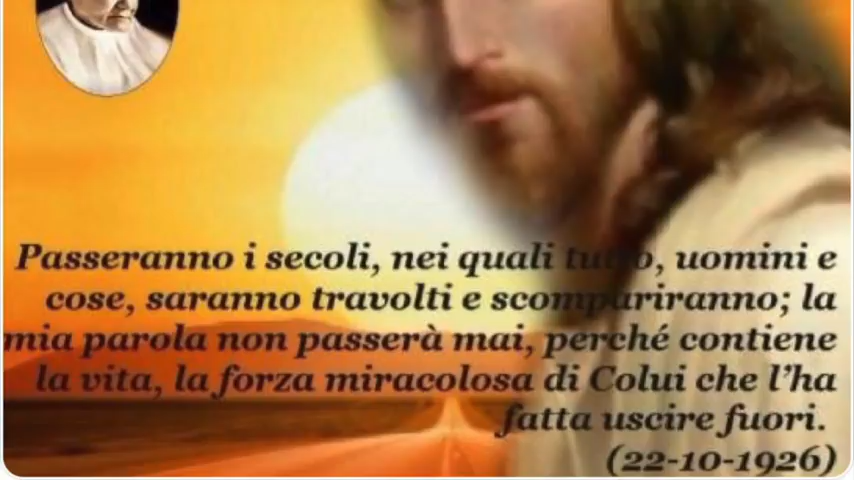 Passeranno i secoli, nei quali tutto, uomini e
cose, saranno travolti e scompariranno; la
mia parola non passerà mai, perché contiene
la vita, la forza miracolosa di Colui che l'ha
fatta uscire fuori.
(22-10-1926)